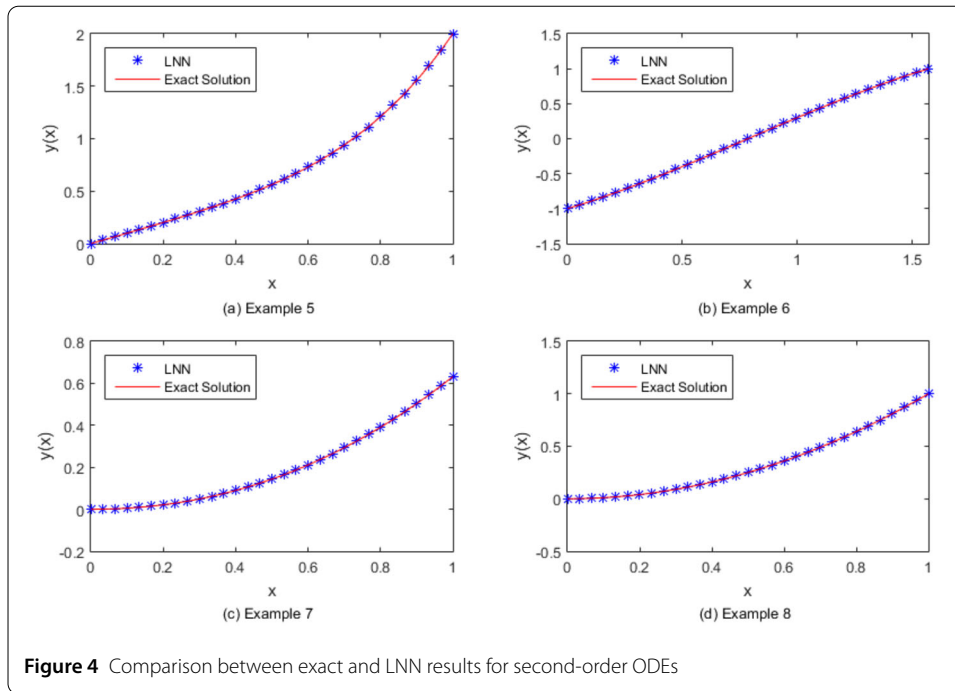 2
LNN
Exact Solution
1.5
1
0.5
0
y(x)
0
0.2
0.4
0.6
0.8
1
x
(a) Example 5
1.5
LNN
Exact Solution
1
0.5
0
-0.5
-1
-1.5
y(x)
0
0.5
1
1.5
x
(b) Example 6
0.8
LNN
Exact Solution
0.6
0.4
0.2
0
-0.2
y(x)
0
0.2
0.4
0.6
0.8
1
x
(c) Example 7
1.5
LNN
Exact Solution
1
0.5
0
-0.5
y(x)
0
0.2
0.4
0.6
0.8
1
x
(d) Example 8
Figure 4 Comparison between exact and LNN results for second-order ODEs